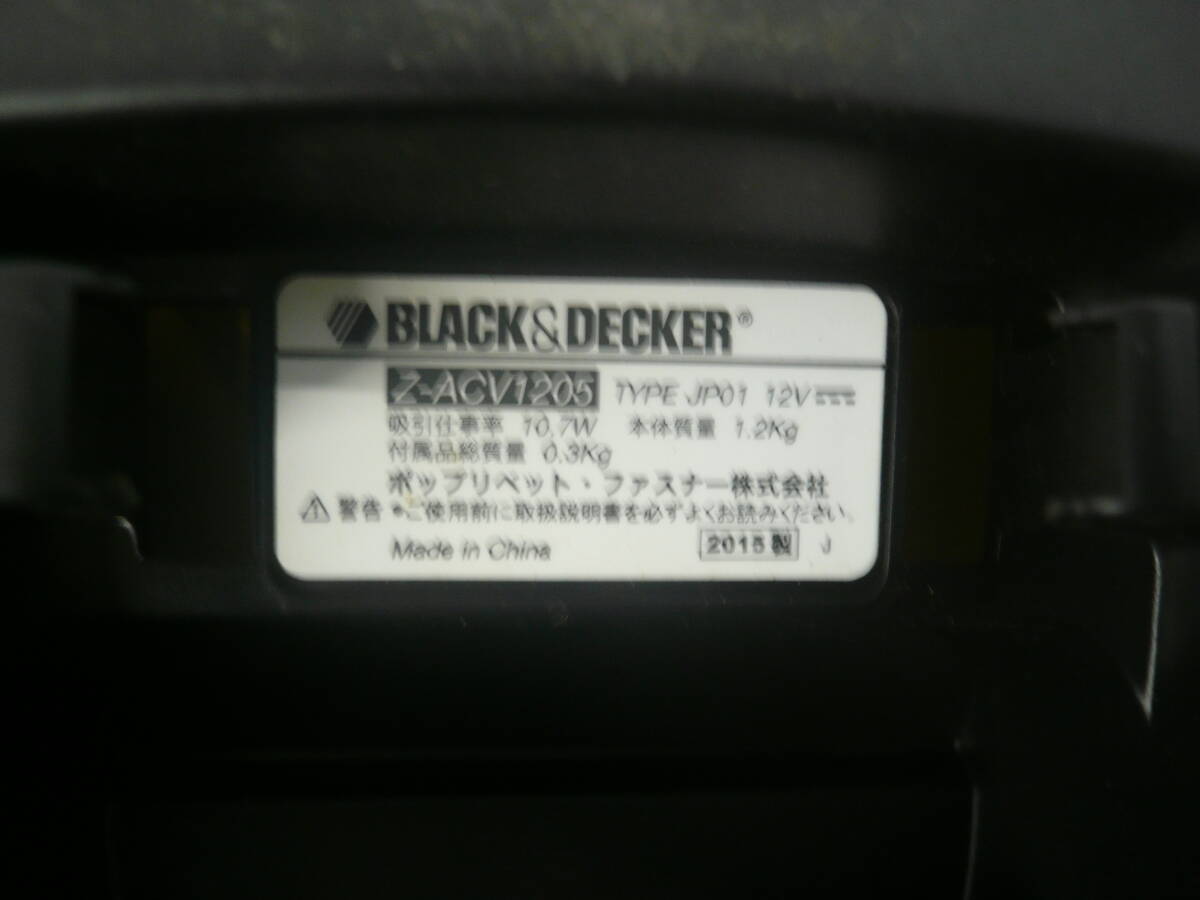 BLACK&DECKER®
Z-ACV1205 TYPE JP01 12V
吸引仕事率 10.7W 本体質量 1.2Kg
付属品総質量 0.3Kg
ポップリベット・ファスナー株式会社
⚠ 警告 •ご使用前に取扱説明書を必ずよくお読みください。
Made in China 2015製 J